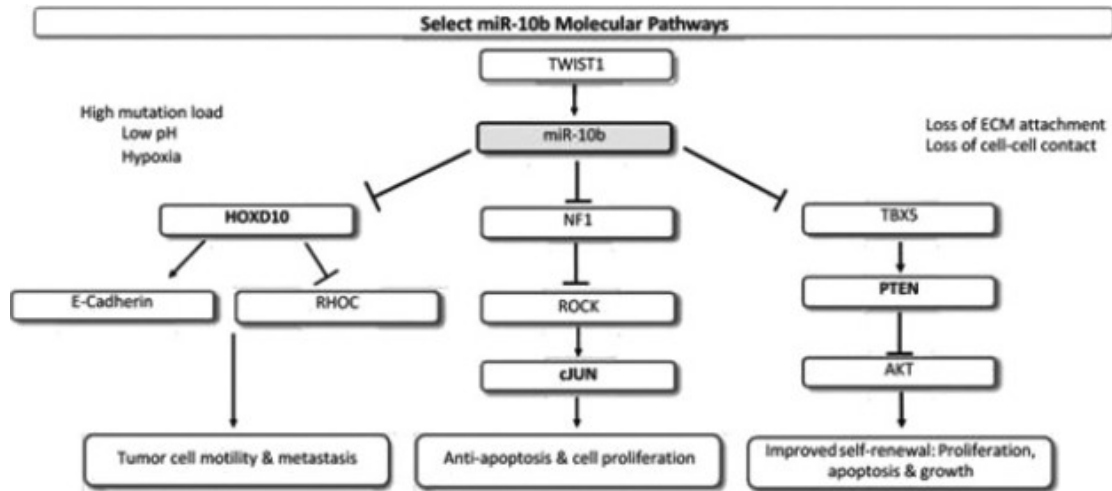 Select miR-10b Molecular Pathways
TWIST1
High mutation load
Low pH
Hypoxia
miR-10b
Loss of ECM attachment
Loss of cell-cell contact
HOXD10
NF1
TBX5
E-Cadherin
RHOC
ROCK
PTEN
cJUN
AKT
Tumor cell motility & metastasis
Anti-apoptosis & cell proliferation
Improved self-renewal: Proliferation,
apoptosis & growth